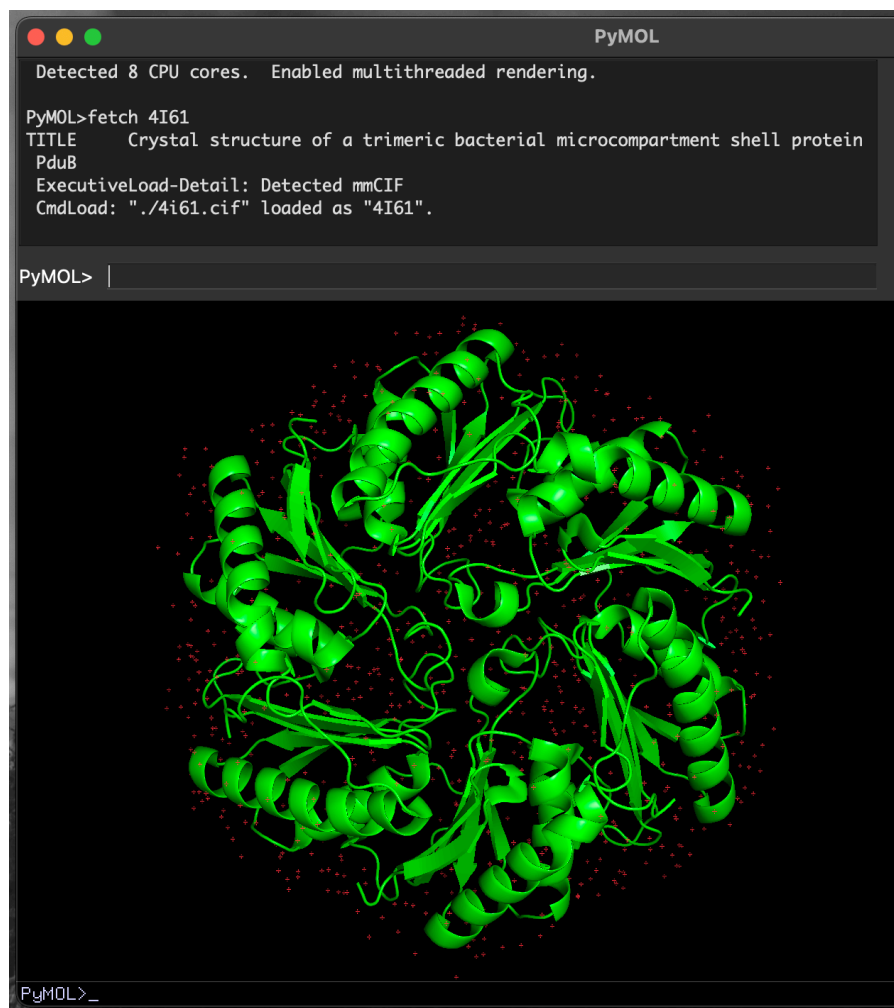 PyMOL
Detected 8 CPU cores.  Enabled multithreaded rendering.
PyMOL>fetch 4I61
TITLE     Crystal structure of a trimeric bacterial microcompartment shell protein
PduB
ExecutiveLoad-Detail: Detected mmCIF
CmdLoad: "./4i61.cif" loaded as "4I61".
PyMOL>
PyMOL>_